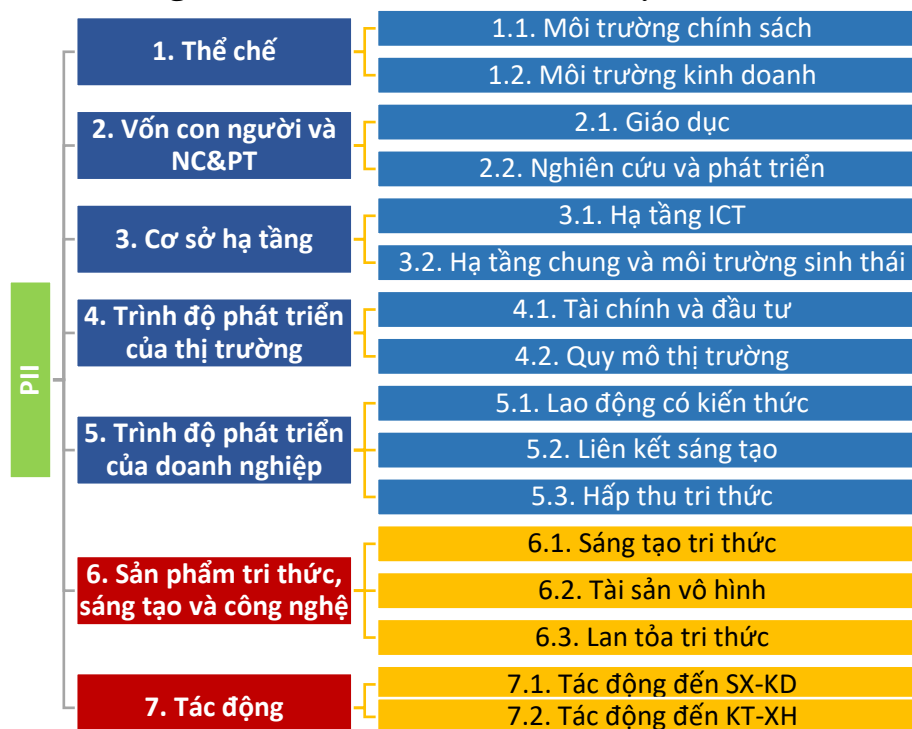 PII
1. Thể chế
1.1. Môi trường chính sách
1.2. Môi trường kinh doanh
2. Vốn con người và
NC&PT
2.1. Giáo dục
2.2. Nghiên cứu và phát triển
3. Cơ sở hạ tầng
3.1. Hạ tầng ICT
3.2. Hạ tầng chung và môi trường sinh thái
4. Trình độ phát triển
của thị trường
4.1. Tài chính và đầu tư
4.2. Quy mô thị trường
5. Trình độ phát triển
của doanh nghiệp
5.1. Lao động có kiến thức
5.2. Liên kết sáng tạo
5.3. Hấp thu tri thức
6. Sản phẩm tri thức,
sáng tạo và công nghệ
6.1. Sáng tạo tri thức
6.2. Tài sản vô hình
6.3. Lan tỏa tri thức
7. Tác động
7.1. Tác động đến SX-KD
7.2. Tác động đến KT-XH